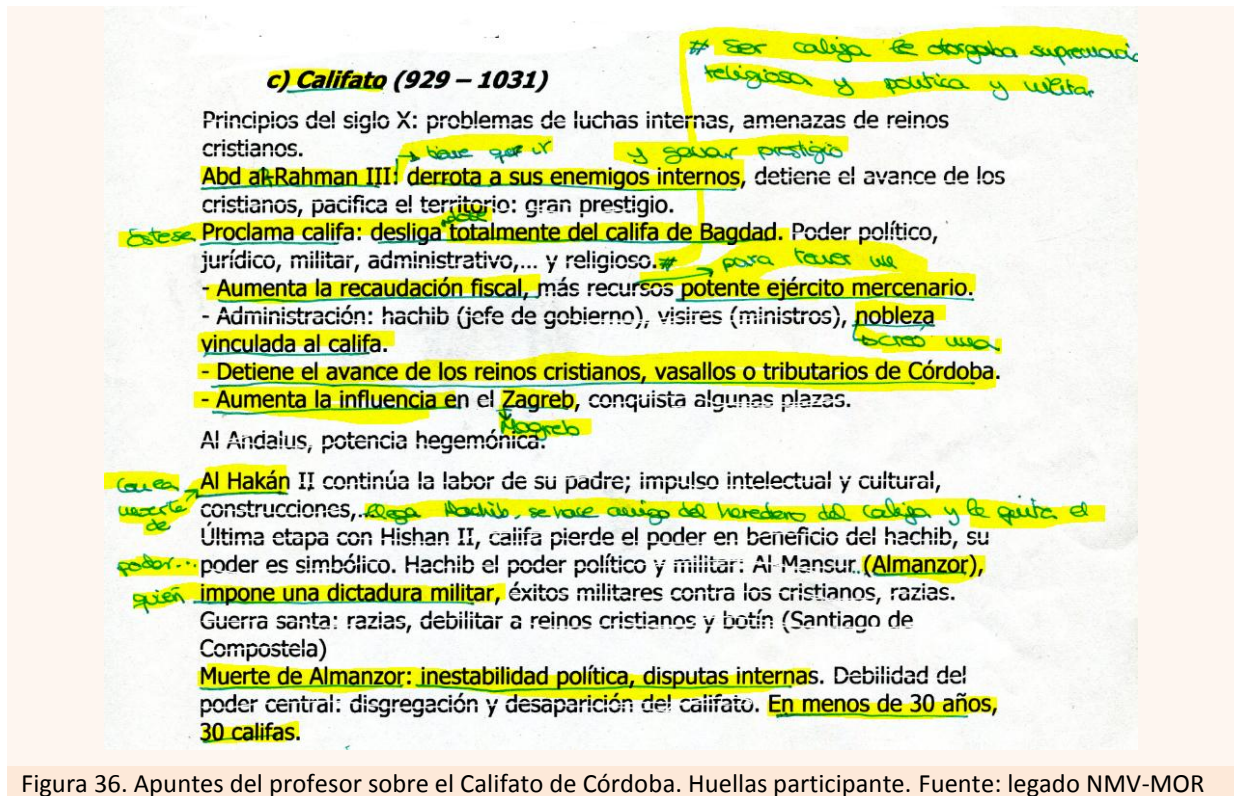 # Ser califa le otorgaba supremacía
religiosa y política y militar
c) Califato (929 – 1031)
Principios del siglo X: problemas de luchas internas, amenazas de reinos
cristianos.
→ tiene que ir y ganar prestigio
Abd al-Rahman III: derrota a sus enemigos internos, detiene el avance de los
cristianos, pacifica el territorio: gran prestigio.
éste se Proclama califa: desliga totalmente del califa de Bagdad. Poder político,
jurídico, militar, administrativo,... y religioso.# → para tener un
- Aumenta la recaudación fiscal, más recursos potente ejército mercenario.
- Administración: hachib (jefe de gobierno), visires (ministros), nobleza
vinculada al califa. creó una
- Detiene el avance de los reinos cristianos, vasallos o tributarios de Córdoba.
- Aumenta la influencia en el Zagreb, conquista algunas plazas.
Magreb
Al Andalus, potencia hegemónica.
Con la Al Hakán II continúa la labor de su padre; impulso intelectual y cultural,
muerte de construcciones,... llega Hachib, se hace amigo del heredero del califa y le quita el
Última etapa con Hishan II, califa pierde el poder en beneficio del hachib, su
poder... poder es simbólico. Hachib el poder político y militar: Al-Mansur (Almanzor),
quién impone una dictadura militar, éxitos militares contra los cristianos, razias.
Guerra santa: razias, debilitar a reinos cristianos y botín (Santiago de
Compostela)
Muerte de Almanzor: inestabilidad política, disputas internas. Debilidad del
poder central: disgregación y desaparición del califato. En menos de 30 años,
30 califas.
Figura 36. Apuntes del profesor sobre el Califato de Córdoba. Huellas participante. Fuente: legado NMV-MOR